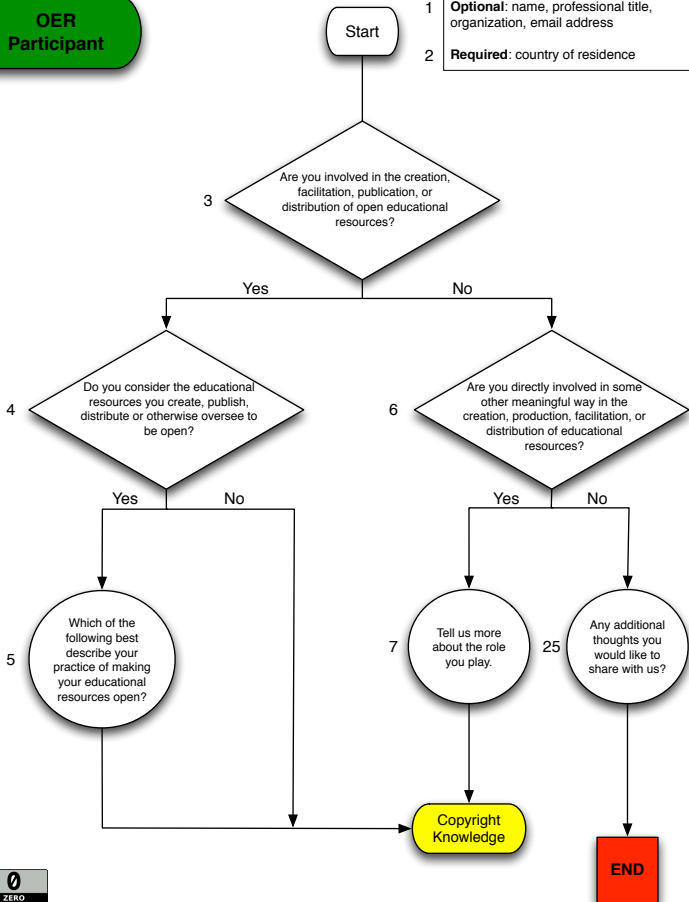 OER
Participant
Start
1 Optional: name, professional title,
organization, email address
2 Required: country of residence
3
Are you involved in the creation,
facilitation, publication, or
distribution of open educational
resources?
Yes
No
4
Do you consider the educational
resources you create, publish,
distribute or otherwise oversee to
be open?
6
Are you directly involved in some
other meaningful way in the
creation, production, facilitation, or
distribution of educational
resources?
Yes
No
Yes
No
5
Which of the
following best
describe your
practice of making
your educational
resources open?
7
Tell us more
about the role
you play.
25
Any additional
thoughts you
would like to
share with us?
Copyright
Knowledge
END
0
ZERO